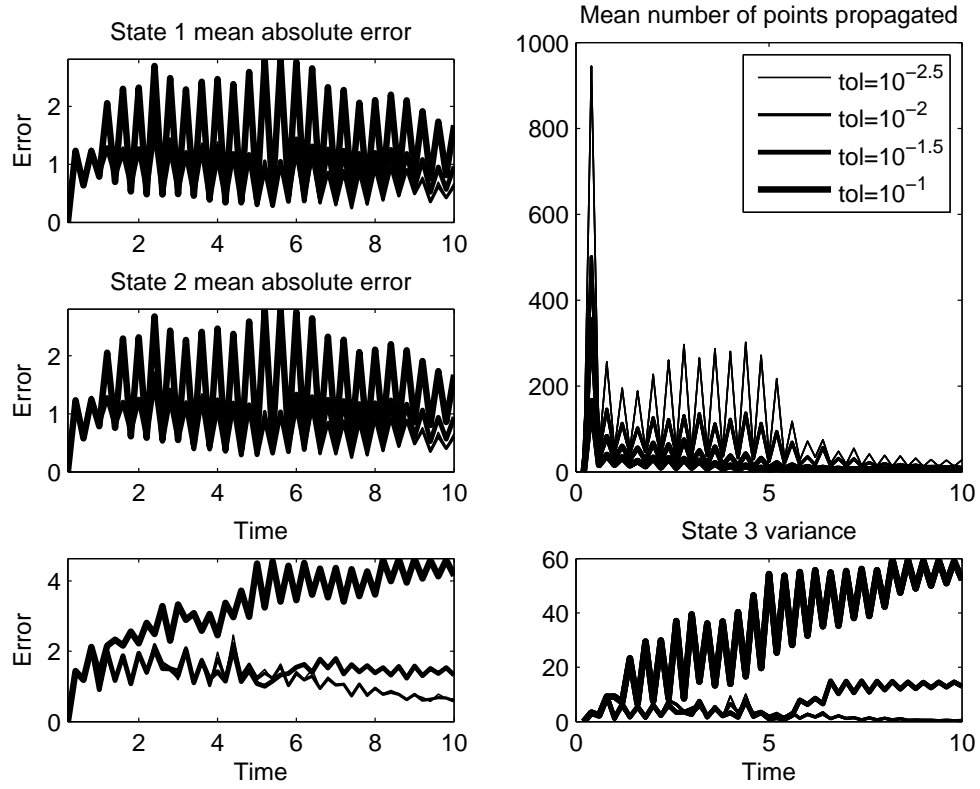 State 1 mean absolute error
Error
2
1
0
2 4 6 8 10
State 2 mean absolute error
Error
2
1
0
2 4 6 8 10
Time
Error
4
2
0
0 2 4 6 8 10
Time
Mean number of points propagated
1000
800
600
400
200
0
0 5 10
tol=10^{-2.5}
tol=10^{-2}
tol=10^{-1.5}
tol=10^{-1}
State 3 variance
60
40
20
0
0 5 10
Time